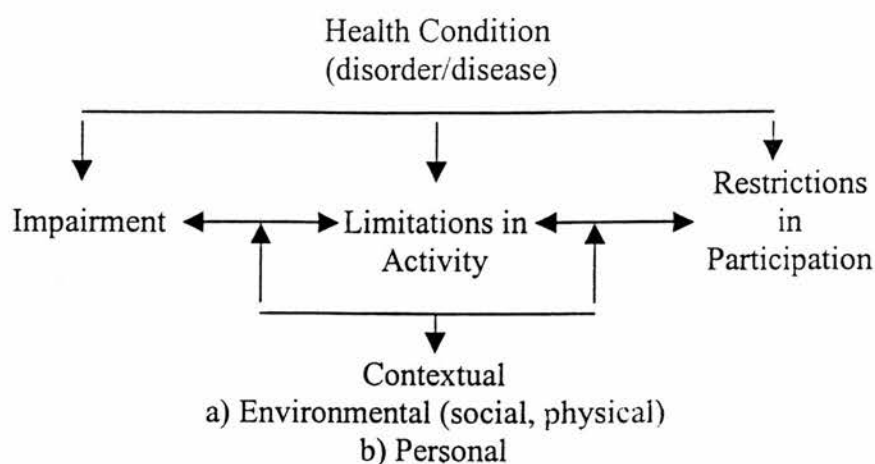 Health Condition
(disorder/disease)
Impairment
Limitations in
Activity
Restrictions
in
Participation
Contextual
a) Environmental (social, physical)
b) Personal